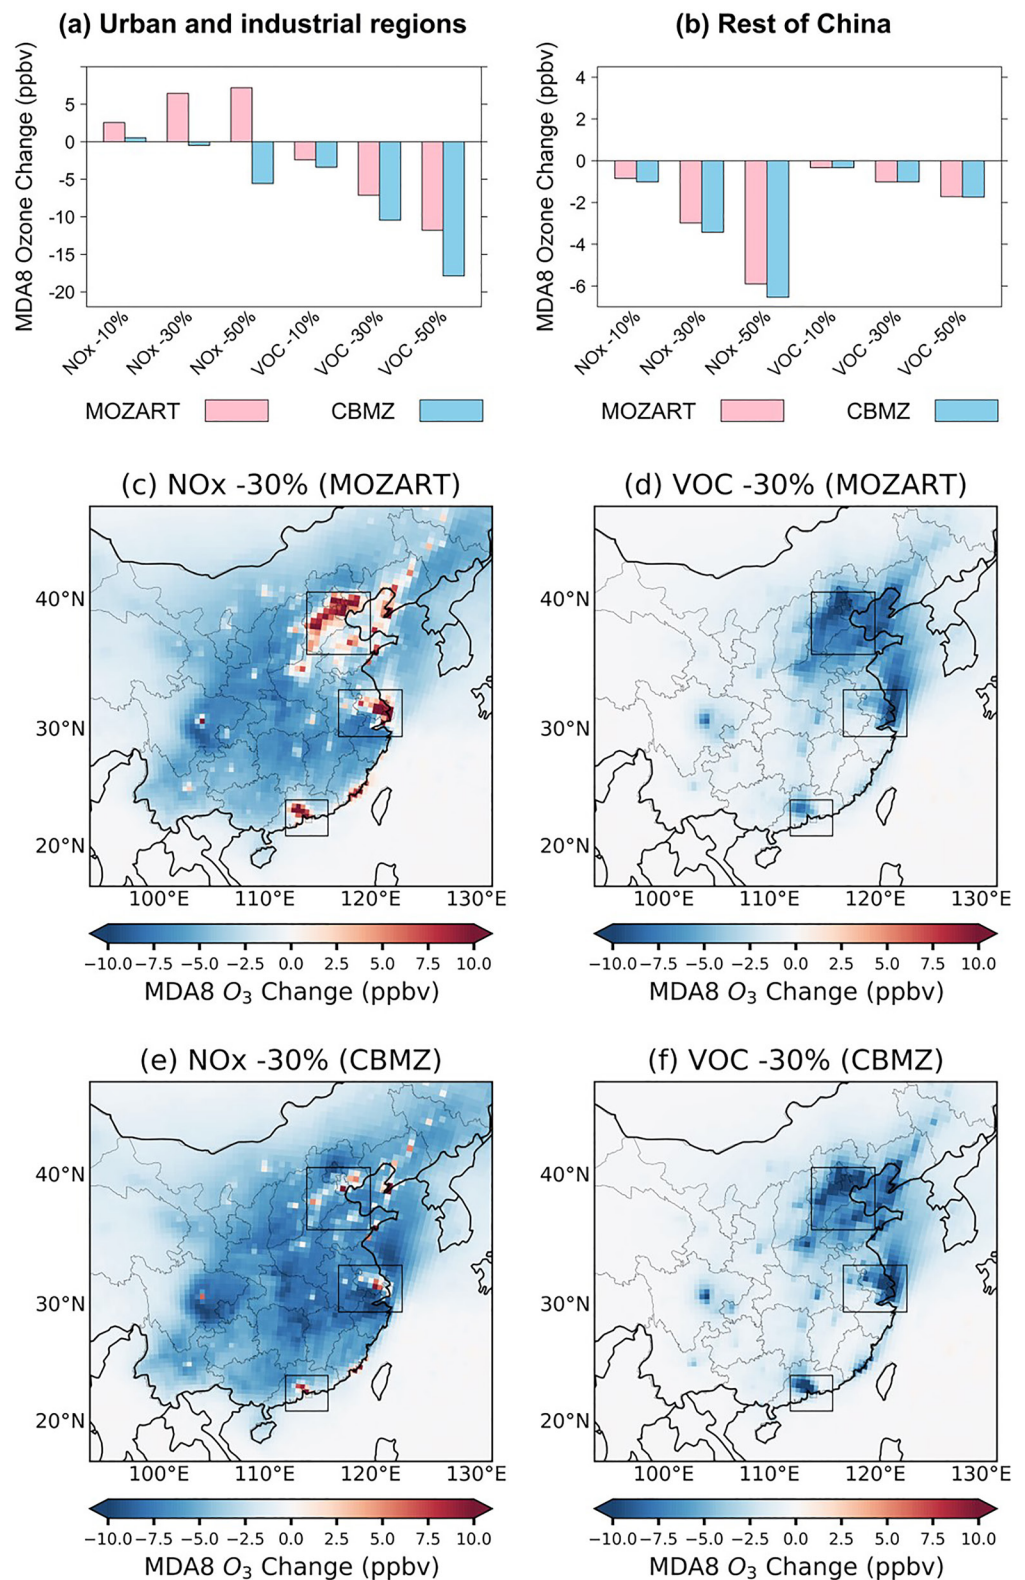 (a) Urban and industrial regions
MDA8 Ozone Change (ppbv)
5
0
-5
-10
-15
-20
NOx -10%
NOx -30%
NOx -50%
VOC -10%
VOC -30%
VOC -50%
MOZART
CBMZ
(b) Rest of China
MDA8 Ozone Change (ppbv)
4
2
0
-2
-4
-6
NOx -10%
NOx -30%
NOx -50%
VOC -10%
VOC -30%
VOC -50%
MOZART
CBMZ
(c) NOx -30% (MOZART)
40°N
30°N
20°N
100°E 110°E 120°E 130°E
−10.0 −7.5 −5.0 −2.5 0.0 2.5 5.0 7.5 10.0
MDA8 O3 Change (ppbv)
(d) VOC -30% (MOZART)
40°N
30°N
20°N
100°E 110°E 120°E 130°E
−10.0 −7.5 −5.0 −2.5 0.0 2.5 5.0 7.5 10.0
MDA8 O3 Change (ppbv)
(e) NOx -30% (CBMZ)
40°N
30°N
20°N
100°E 110°E 120°E 130°E
−10.0 −7.5 −5.0 −2.5 0.0 2.5 5.0 7.5 10.0
MDA8 O3 Change (ppbv)
(f) VOC -30% (CBMZ)
40°N
30°N
20°N
100°E 110°E 120°E 130°E
−10.0 −7.5 −5.0 −2.5 0.0 2.5 5.0 7.5 10.0
MDA8 O3 Change (ppbv)